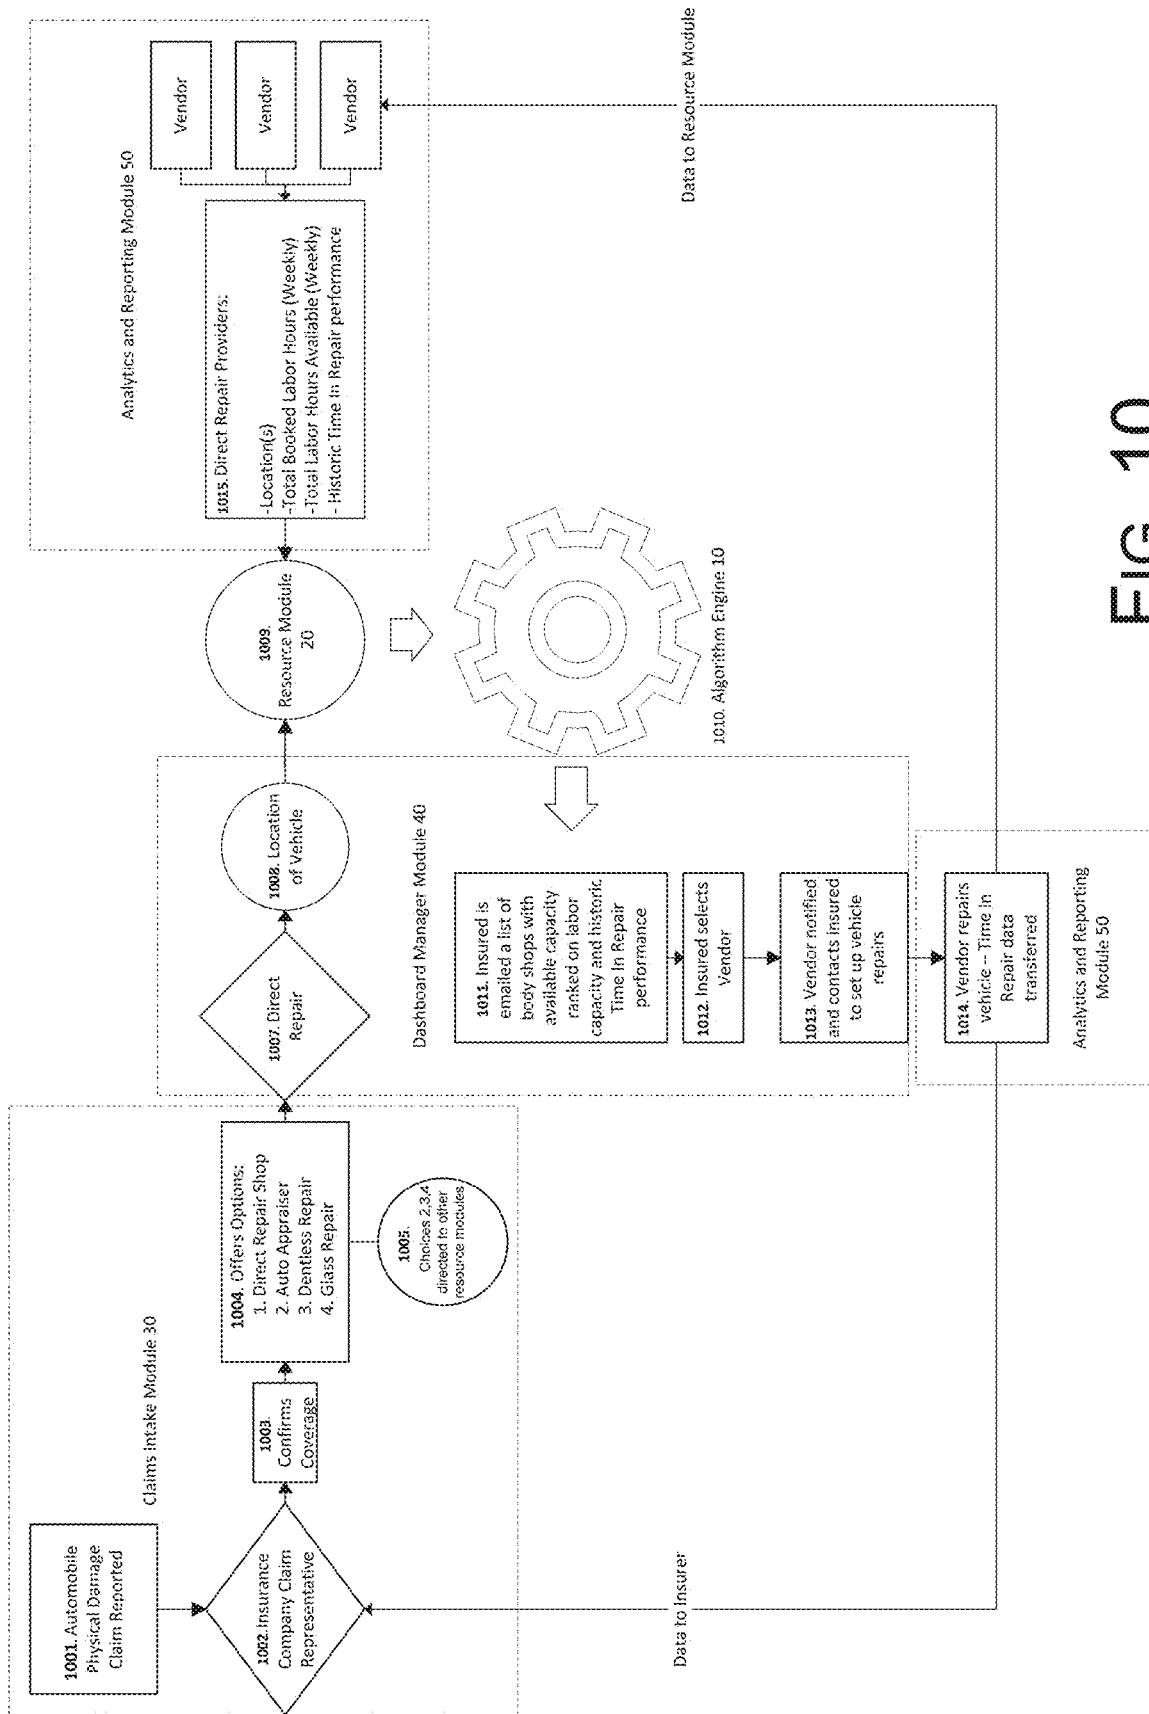 1001. Automobile
Physical Damage
Claim Reported
Claims Intake Module 30
1002. Insurance
Company Claim
Representative
1003.
Confirms
Coverage
1004. Offers Options:
1. Direct Repair Shop
2. Auto Appraiser
3. Dentless Repair
4. Glass Repair
1005.
Choices 2,3,4
directed to other
resource modules
1007. Direct
Repair
1008. Location
of Vehicle
Dashboard Manager Module 40
1009.
Resource Module
20
1010. Algorithm Engine 10
1011. Insured is
emailed a list of
body shops with
available capacity
ranked on labor
capacity and historic
Time In Repair
performance
1012. Insured selects
Vendor
1013. Vendor notified
and contacts insured
to set up vehicle
repairs
1014. Vendor repairs
vehicle – Time in
Repair data
transferred
Analytics and Reporting
Module 50
Analytics and Reporting Module 50
1015. Direct Repair Providers:
-Location(s)
-Total Booked Labor Hours (Weekly)
-Total Labor Hours Available (Weekly)
- Historic Time In Repair performance
Vendor
Vendor
Vendor
Data to Insurer
Data to Resource Module
FIG. 10